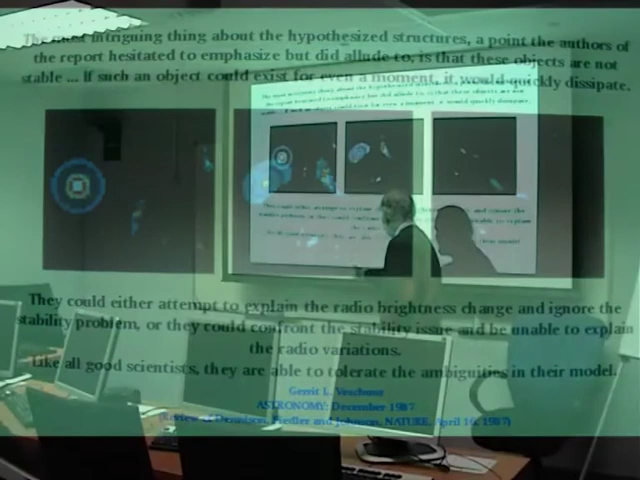 The most intriguing thing about the hypothesized structures, a point the authors of
the report hesitated to emphasize but did allude to, is that these objects are not
stable ... If such an object could exist for even a moment, it would quickly dissipate.
They could either attempt to explain the radio brightness change and ignore the
stability problem, or they could confront the stability issue and be unable to explain
the radio variations.
Like all good scientists, they are able to tolerate the ambiguities in their model.
Gerrit L. Verschuur
ASTRONOMY: December 1987
(Review of Dennison, Fiedler and Johnson, NATURE, April 16, 1987)